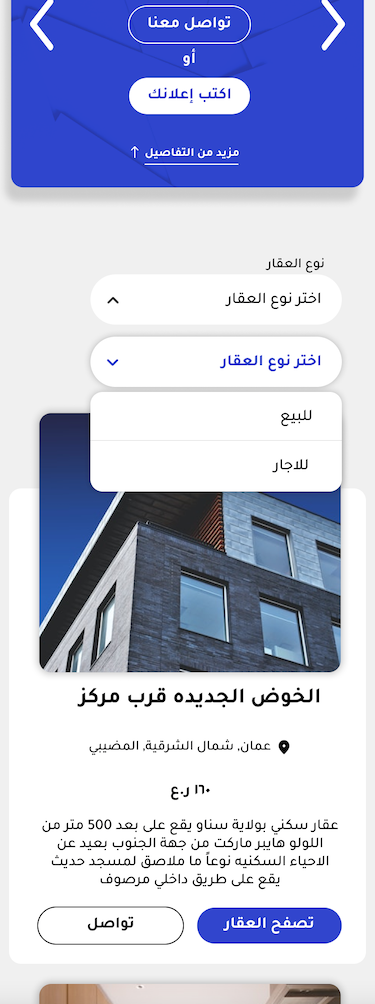 تواصل معنا
أو
اكتب إعلانك
مزيد من التفاصيل ↑
نوع العقار
اختر نوع العقار
اختر نوع العقار
للبيع
للاجار
الخوض الجديده قرب مركز
عمان, شمال الشرقية, المضيبي
١٦٠ ر.ع
عقار سكني بولاية سناو يقع على بعد 500 متر من
اللولو هايبر ماركت من جهة الجنوب بعيد عن
الاحياء السكنيه نوعاً ما ملاصق لمسجد حديث
يقع على طريق داخلي مرصوف
تصفح العقار
تواصل